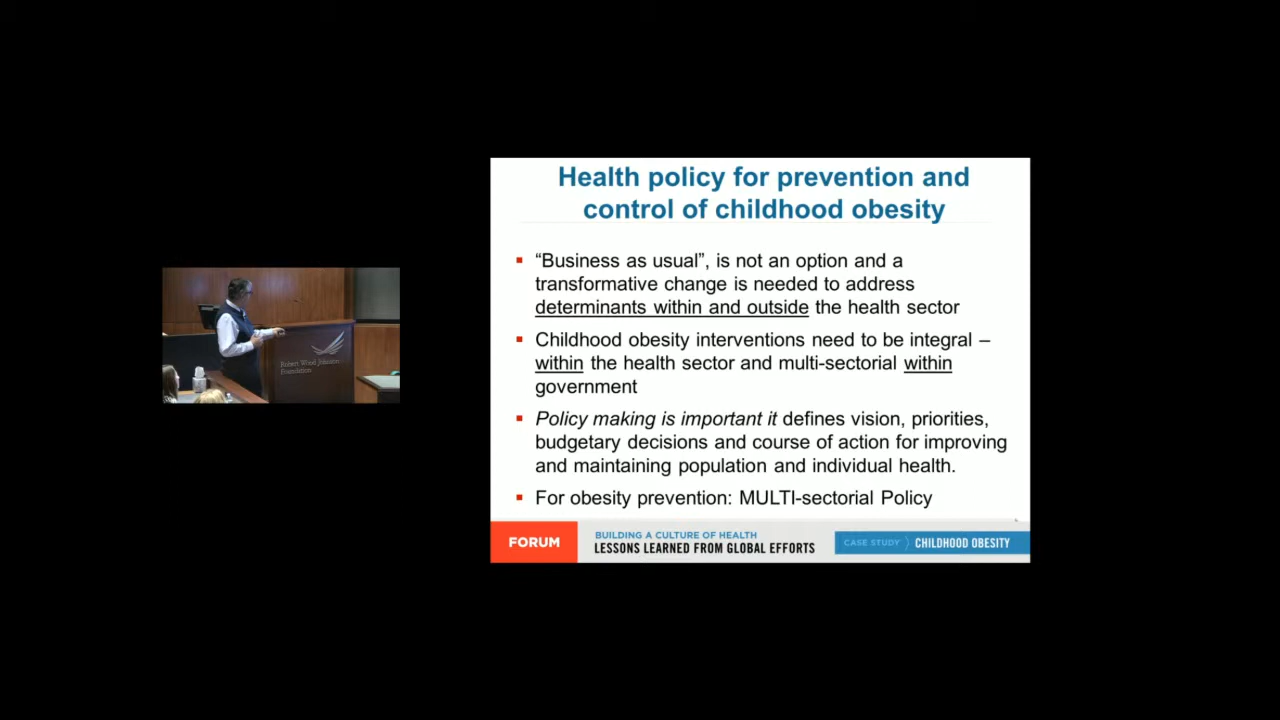 Health policy for prevention and
control of childhood obesity
“Business as usual”, is not an option and a
transformative change is needed to address
determinants within and outside the health sector
Childhood obesity interventions need to be integral –
within the health sector and multi-sectorial within
government
Policy making is important it defines vision, priorities,
budgetary decisions and course of action for improving
and maintaining population and individual health.
For obesity prevention: MULTI-sectorial Policy
FORUM
BUILDING A CULTURE OF HEALTH
LESSONS LEARNED FROM GLOBAL EFFORTS
CASE STUDY
CHILDHOOD OBESITY
Robert Wood Johnson
Foundation